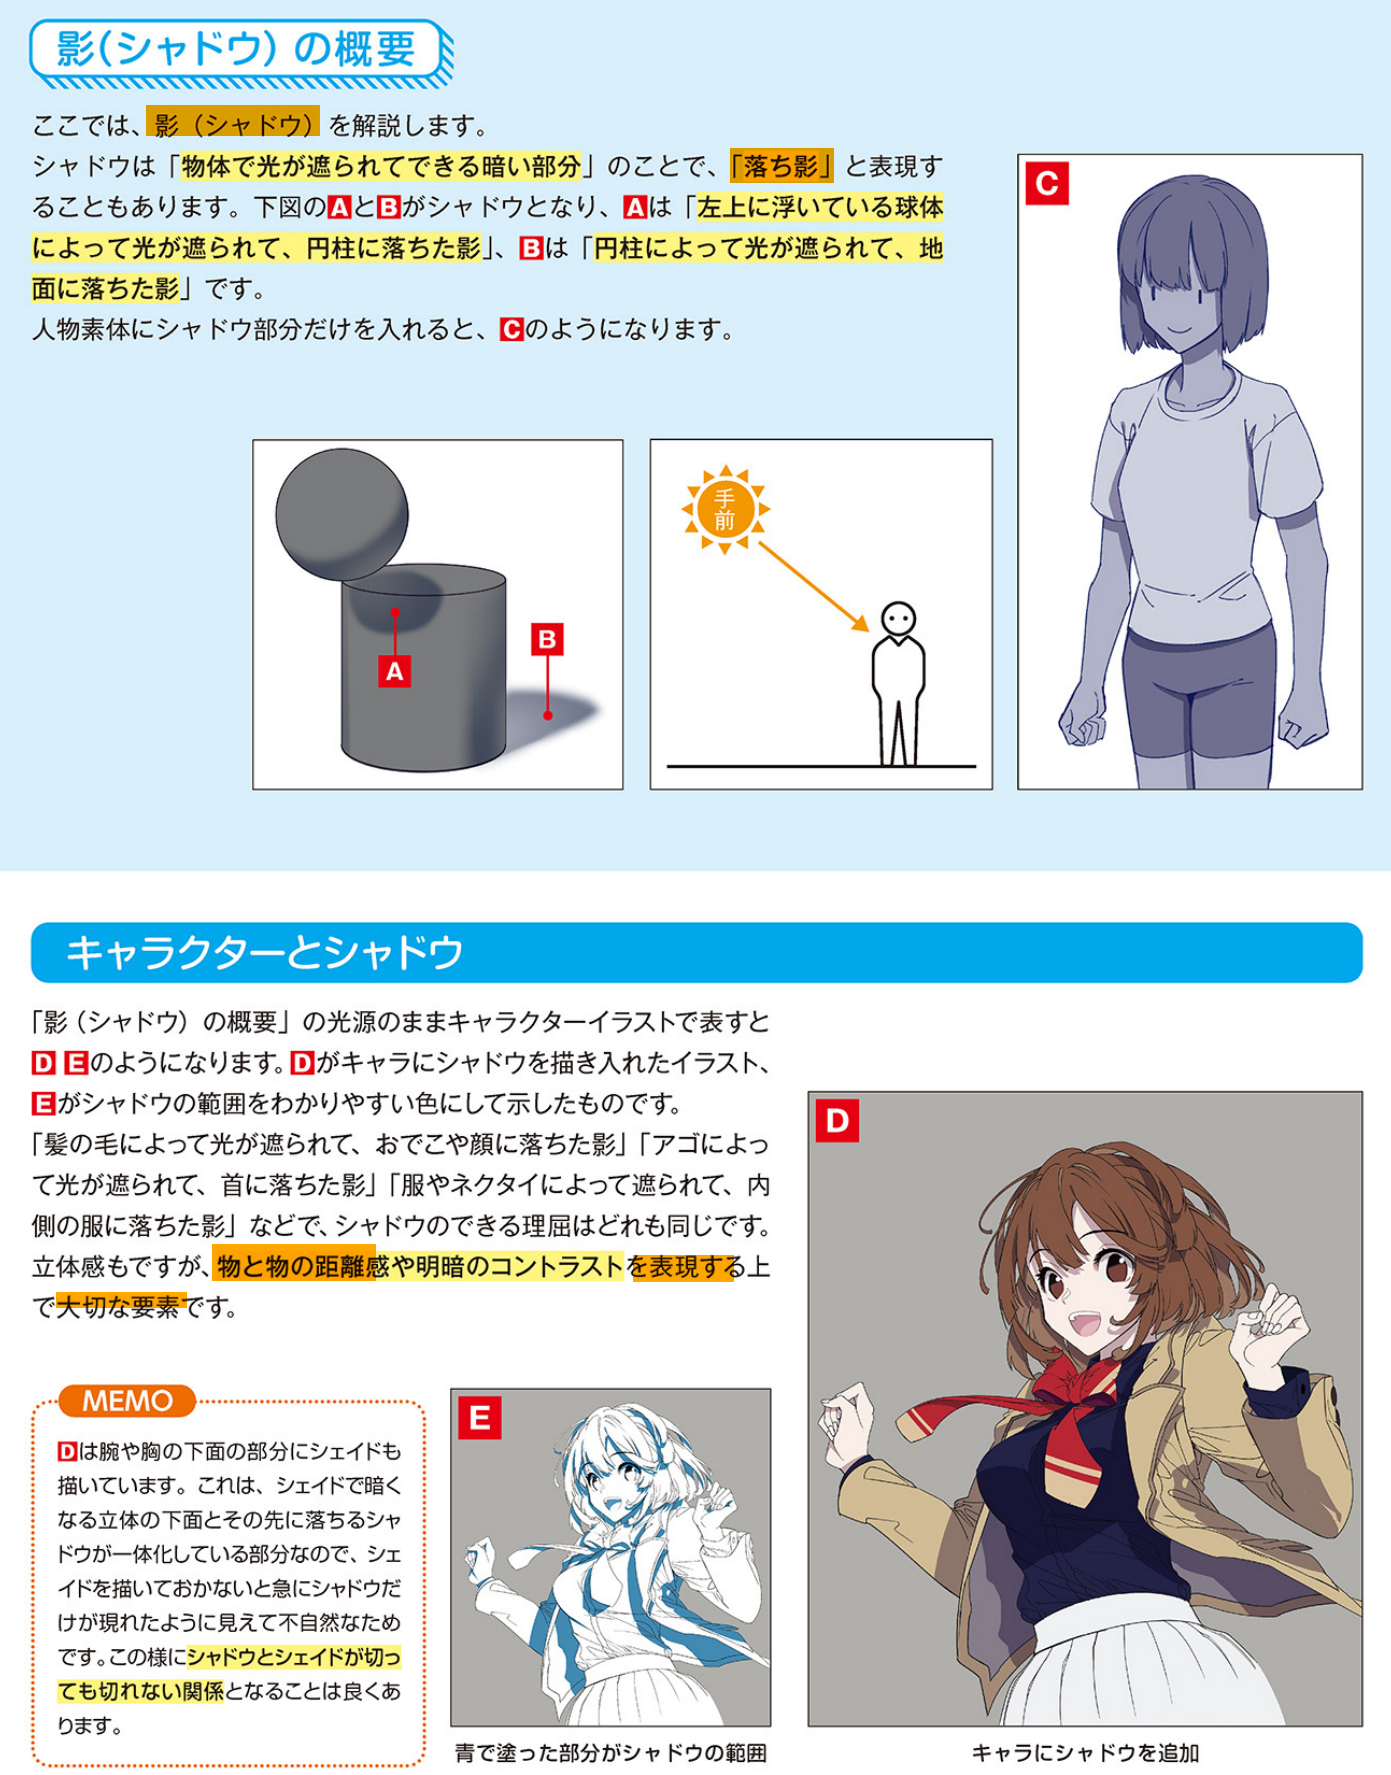 影(シャドウ)の概要
ここでは、影（シャドウ）を解説します。
シャドウは「物体で光が遮られてできる暗い部分」のことで、「落ち影」と表現す
ることもあります。下図のAとBがシャドウとなり、Aは「左上に浮いている球体
によって光が遮られて、円柱に落ちた影」、Bは「円柱によって光が遮られて、地
面に落ちた影」です。
人物素体にシャドウ部分だけを入れると、Cのようになります。
C
手
前
B
A
キャラクターとシャドウ
「影（シャドウ）の概要」の光源のままキャラクターイラストで表すと
D Eのようになります。Dがキャラにシャドウを描き入れたイラスト、
Eがシャドウの範囲をわかりやすい色にして示したものです。
「髪の毛によって光が遮られて、おでこや顔に落ちた影」「アゴによっ
て光が遮られて、首に落ちた影」「服やネクタイによって遮られて、内
側の服に落ちた影」などで、シャドウのできる理屈はどれも同じです。
立体感もですが、物と物の距離感や明暗のコントラストを表現する上
で大切な要素です。
D
MEMO
Dは腕や胸の下面の部分にシェイドも
描いています。これは、シェイドで暗く
なる立体の下面とその先に落ちるシャ
ドウが一体化している部分なので、シェ
イドを描いておかないと急にシャドウだ
けが現れたように見えて不自然なため
です。この様にシャドウとシェイドが切っ
ても切れない関係となることは良くあ
ります。
E
青で塗った部分がシャドウの範囲
キャラにシャドウを追加